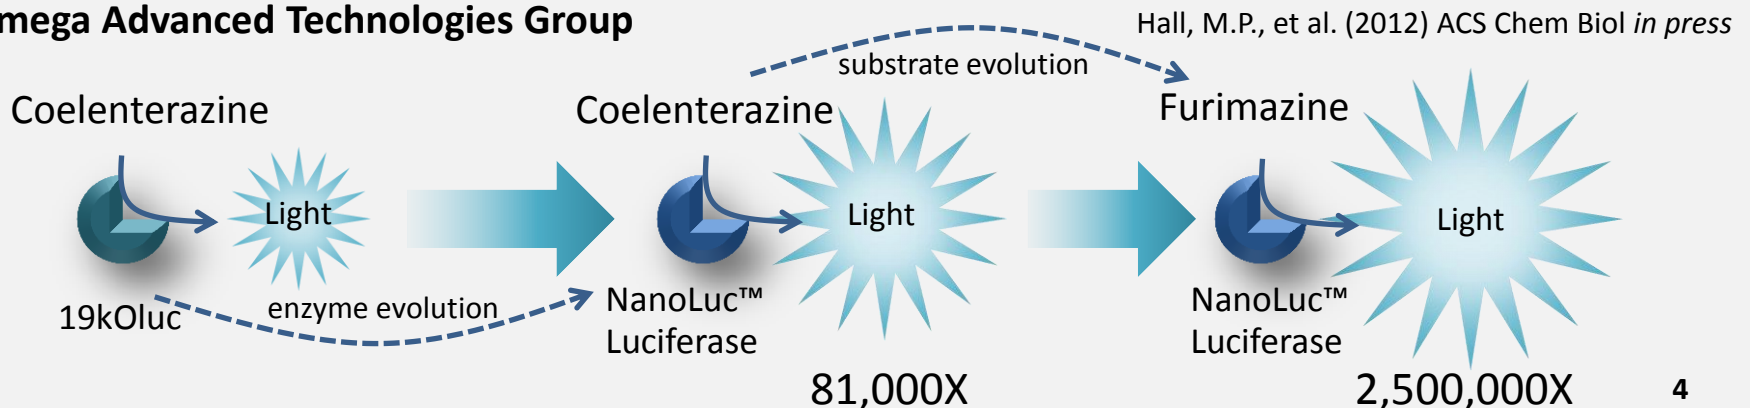 mega Advanced Technologies Group
Hall, M.P., et al. (2012) ACS Chem Biol in press
substrate evolution
Coelenterazine
Coelenterazine
Furimazine
Light
Light
Light
enzyme evolution
19kOluc
NanoLuc™
Luciferase
NanoLuc™
Luciferase
81,000X
2,500,000X
4